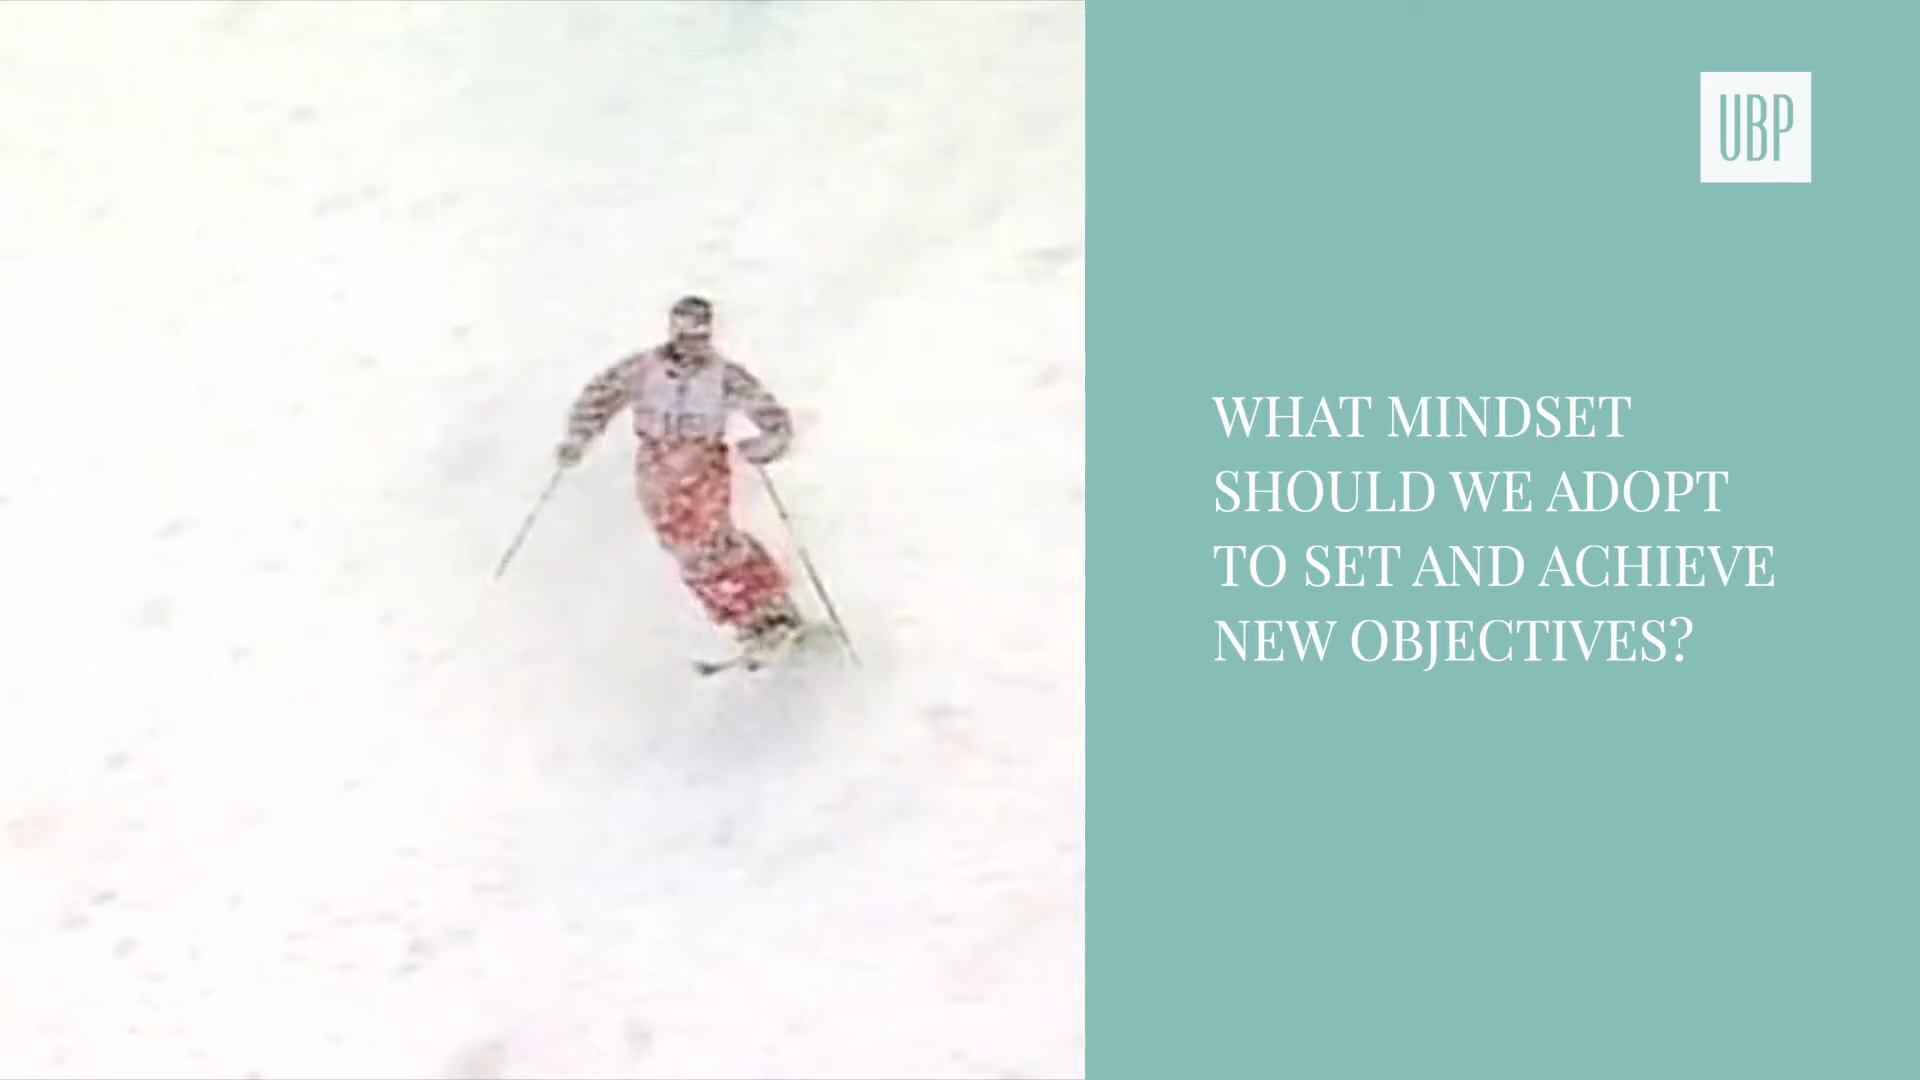 UBP
WHAT MINDSET
SHOULD WE ADOPT
TO SET AND ACHIEVE
NEW OBJECTIVES?